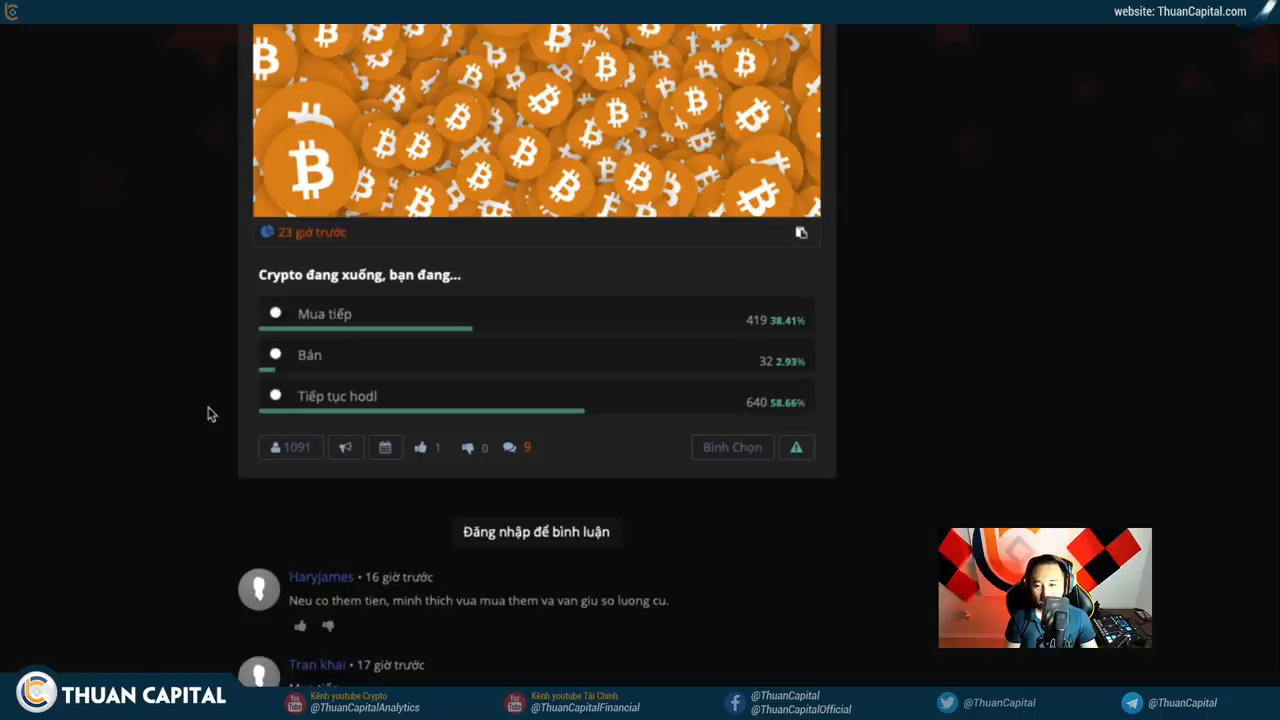 website: ThuanCapital.com
23 giờ trước
Crypto đang xuống, bạn đang...
Mua tiếp
419 38.41%
Bán
32 2.93%
Tiếp tục hodl
640 58.66%
1091
1
0
9
Bình Chọn
Đăng nhập để bình luận
Haryjames • 16 giờ trước
Neu co them tien, minh thich vua mua them va van giu so luong cu.
Tran khai • 17 giờ trước
THUAN CAPITAL
Kênh youtube Crypto
@ThuanCapitalAnalytics
Kênh youtube Tài Chính
@ThuanCapitalFinancial
@ThuanCapital
@ThuanCapitalOfficial
@ThuanCapital
@ThuanCapital